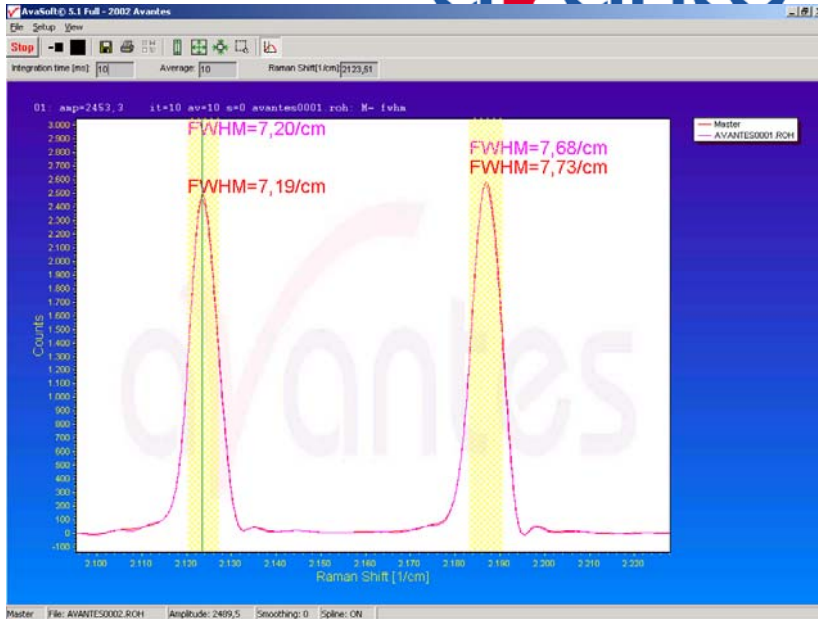 AvaSoft© 5.1 Full - 2002 Avantes
File Setup View
Stop
Integration time [ms]: 10 Average: 10 Raman Shift[1/cm] 2123,51
01: amp=2453,3 it=10 av=10 s=0 avantes0001.roh: M- fwhm
Master
AVANTES0001.ROH
FWHM=7,20/cm
FWHM=7,19/cm
FWHM=7,68/cm
FWHM=7,73/cm
Counts
3.000
2.900
2.800
2.700
2.600
2.500
2.400
2.300
2.200
2.100
2.000
1.900
1.800
1.700
1.600
1.500
1.400
1.300
1.200
1.100
1.000
900
800
700
600
500
400
300
200
100
0
-100
avantes
2.100 2.110 2.120 2.130 2.140 2.150 2.160 2.170 2.180 2.190 2.200 2.210 2.220
Raman Shift [1/cm]
Master File: AVANTES0002.ROH Amplitude: 2489,5 Smoothing: 0 Spline: ON